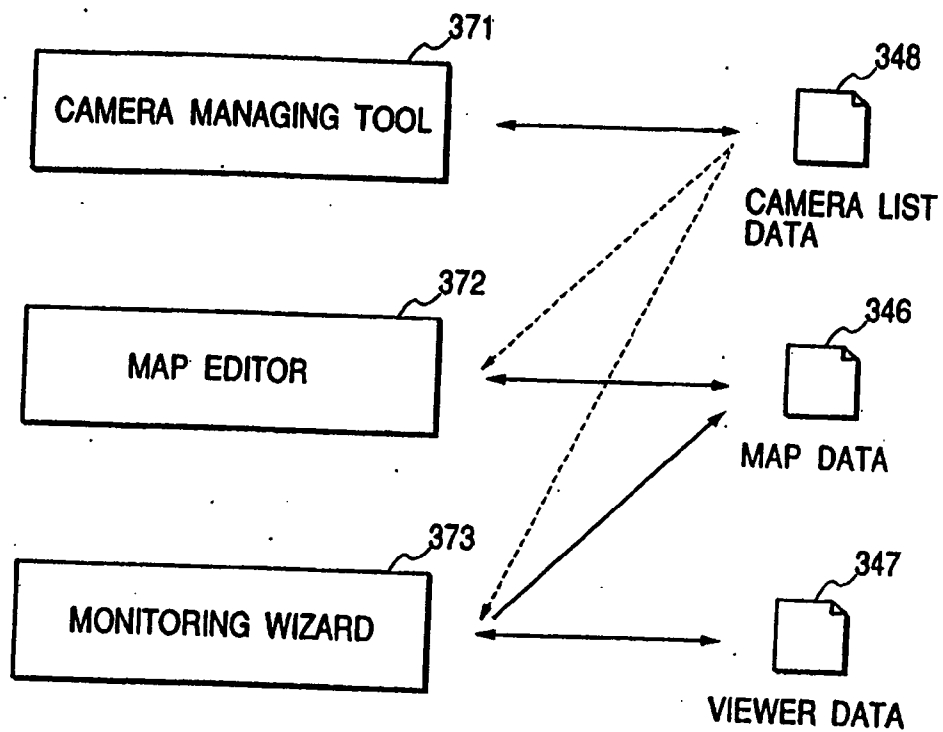 371
CAMERA MANAGING TOOL
348
CAMERA LIST
DATA
372
MAP EDITOR
346
MAP DATA
373
MONITORING WIZARD
347
VIEWER DATA